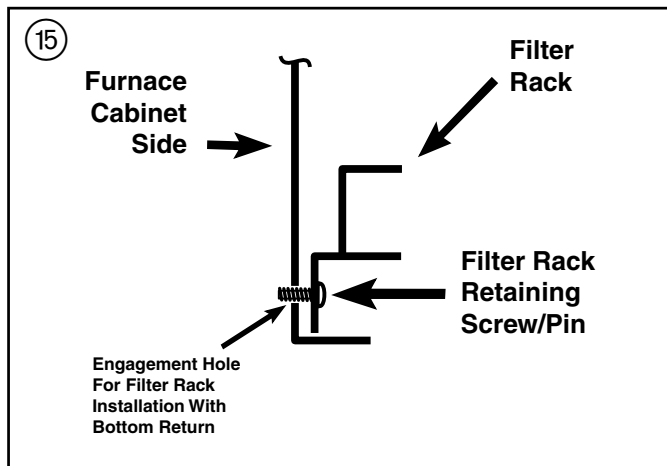 15
Furnace
Cabinet
Side
Filter
Rack
Filter Rack
Retaining
Screw/Pin
Engagement Hole
For Filter Rack
Installation With
Bottom Return